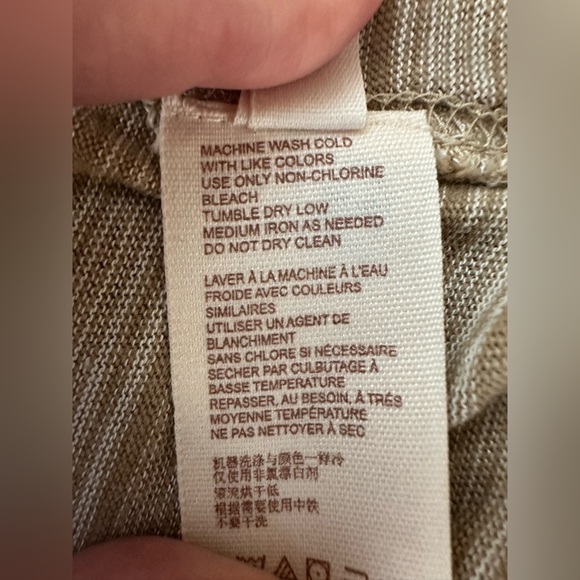 MACHINE WASH COLD
WITH LIKE COLORS
USE ONLY NON-CHLORINE
BLEACH
TUMBLE DRY LOW
MEDIUM IRON AS NEEDED
DO NOT DRY CLEAN
LAVER À LA MACHINE À L'EAU
FROIDE AVEC COULEURS
SIMILAIRES
UTILISER UN AGENT DE
BLANCHIMENT
SANS CHLORE SI NÉCESSAIRE
SECHER PAR CULBUTAGE À
BASSE TEMPERATURE
REPASSER, AU BESOIN, À TRÉS
MOYENNE TEMPÉRATURE
NE PAS NETTOYER À SEC
机器洗涤与颜色一样冷
仅使用非氯漂白剂
滚流烘干低
根据需要使用中铁
不要干洗